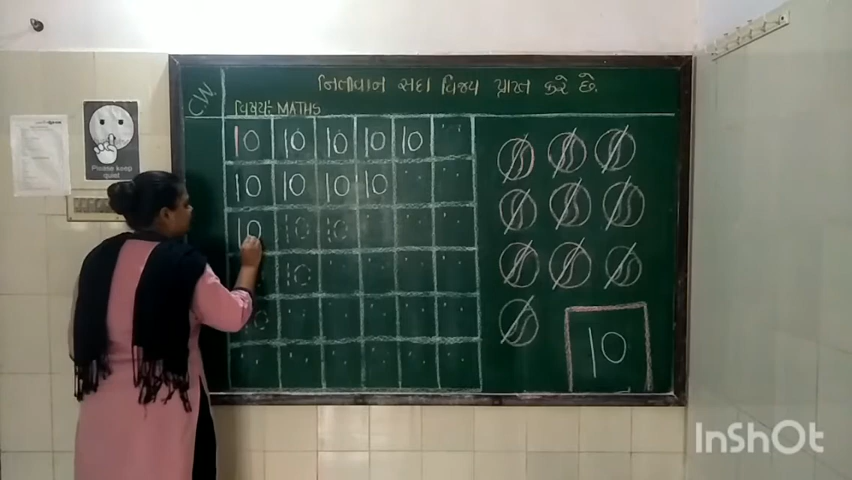 C.W.
નિતીવાન સદા વિજય પ્રાપ્ત કરે છે.
વિષય:- MATHS
10 10 10 10 10
10 10 10 10
10 10 10
10
10
Please keep
quiet
InShOt